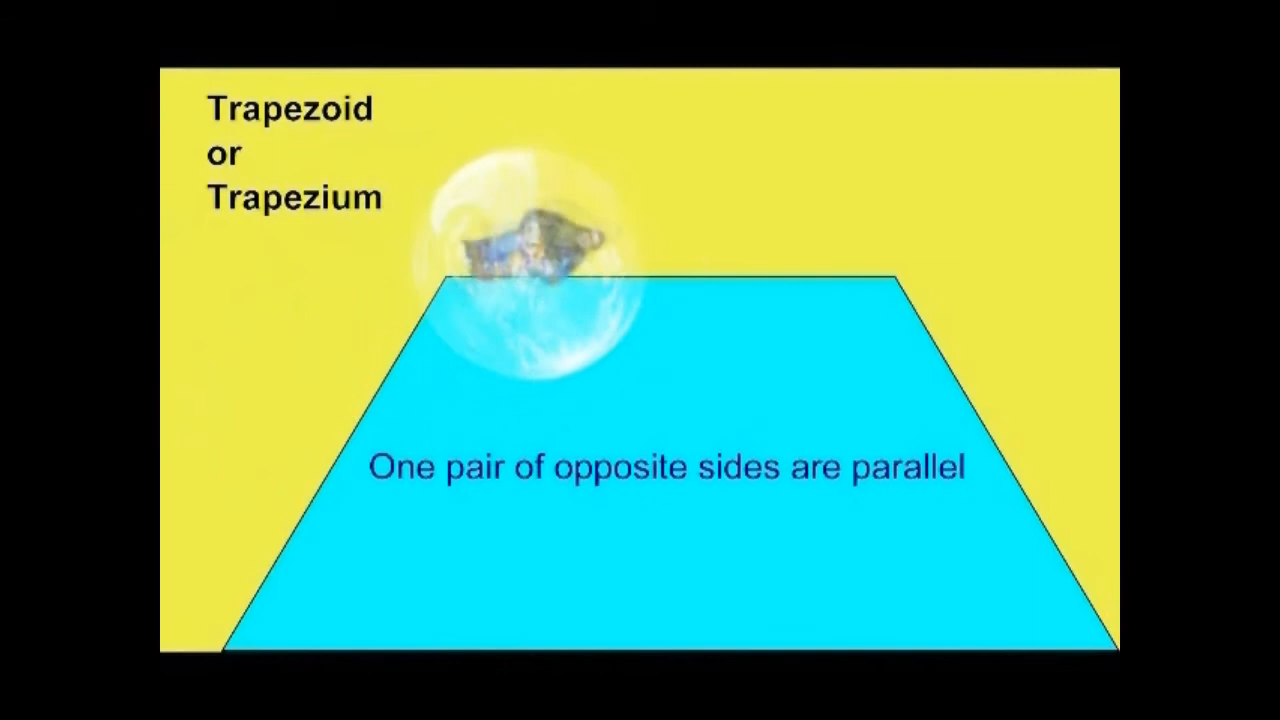 Trapezoid
or
Trapezium
One pair of opposite sides are parallel